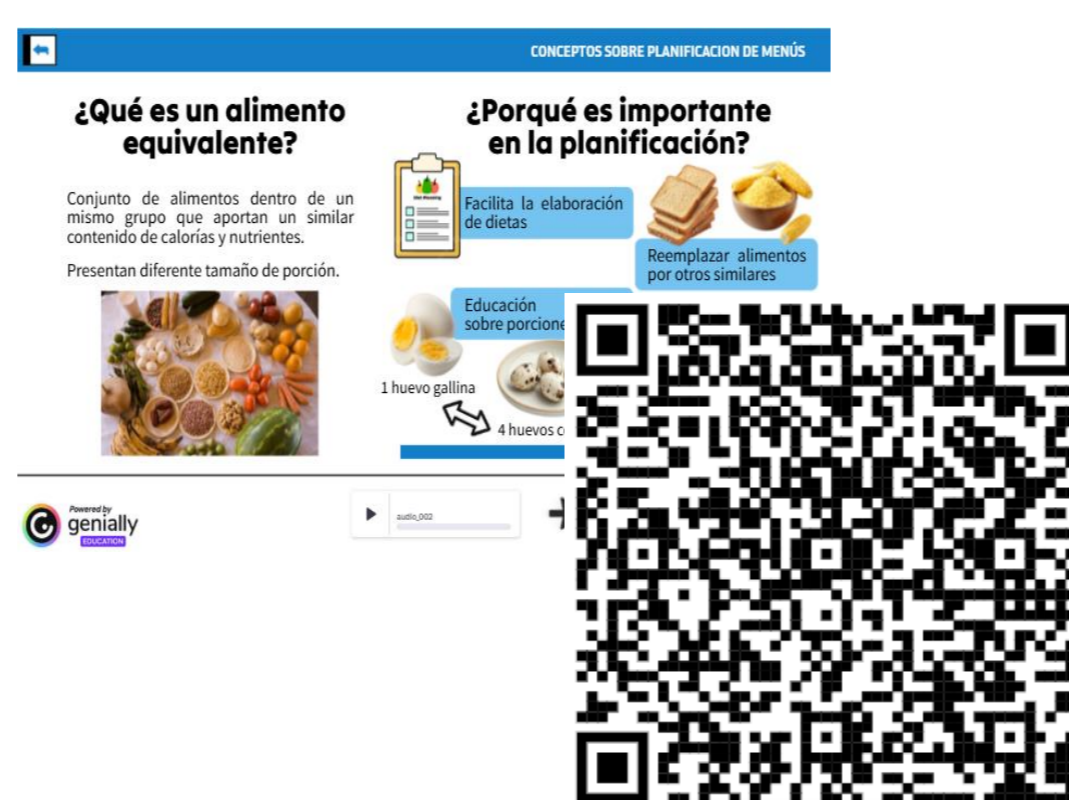 CONCEPTOS SOBRE PLANIFICACION DE MENÚS
¿Qué es un alimento
equivalente?
Conjunto de alimentos dentro de un
mismo grupo que aportan un similar
contenido de calorías y nutrientes.
Presentan diferente tamaño de porción.
¿Porqué es importante
en la planificación?
Facilita la elaboración
de dietas
Reemplazar alimentos
por otros similares
Educación
sobre porcione
1 huevo gallina
4 huevos c
Powered by
genially
EDUCATION
audio_002